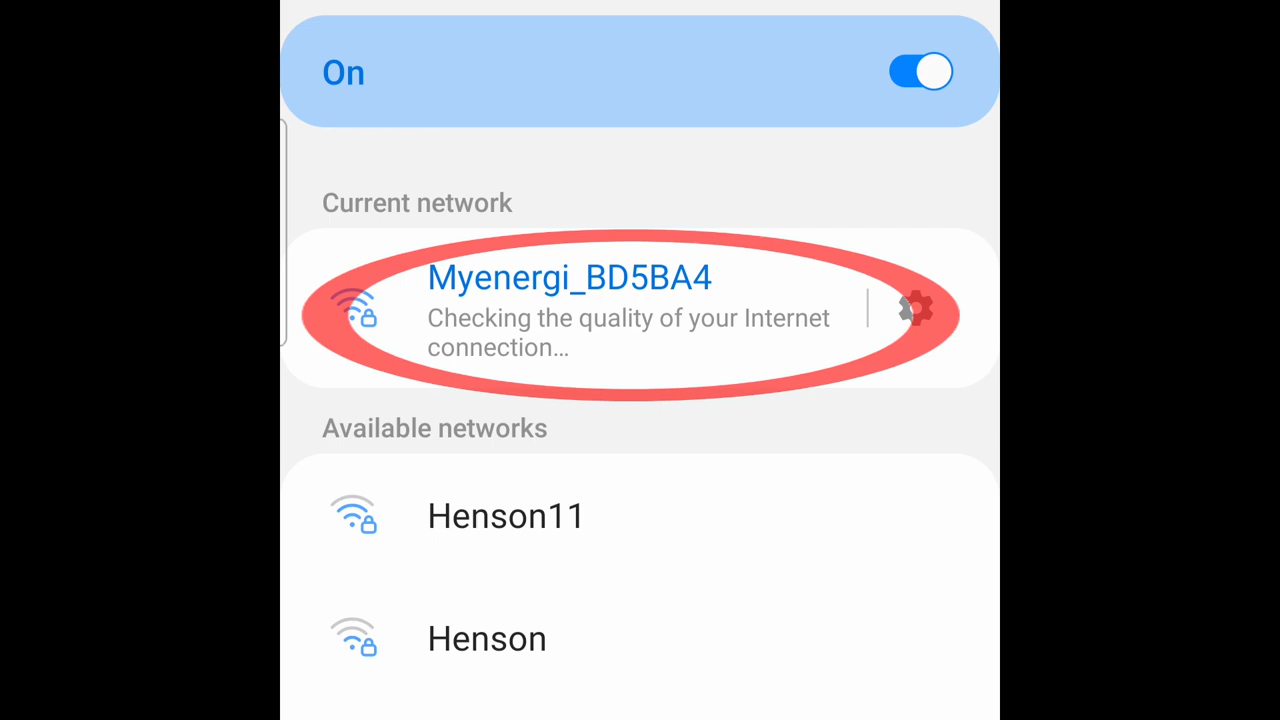 On
Current network
Myenergi_BD5BA4
Checking the quality of your Internet
connection...
Available networks
Henson11
Henson